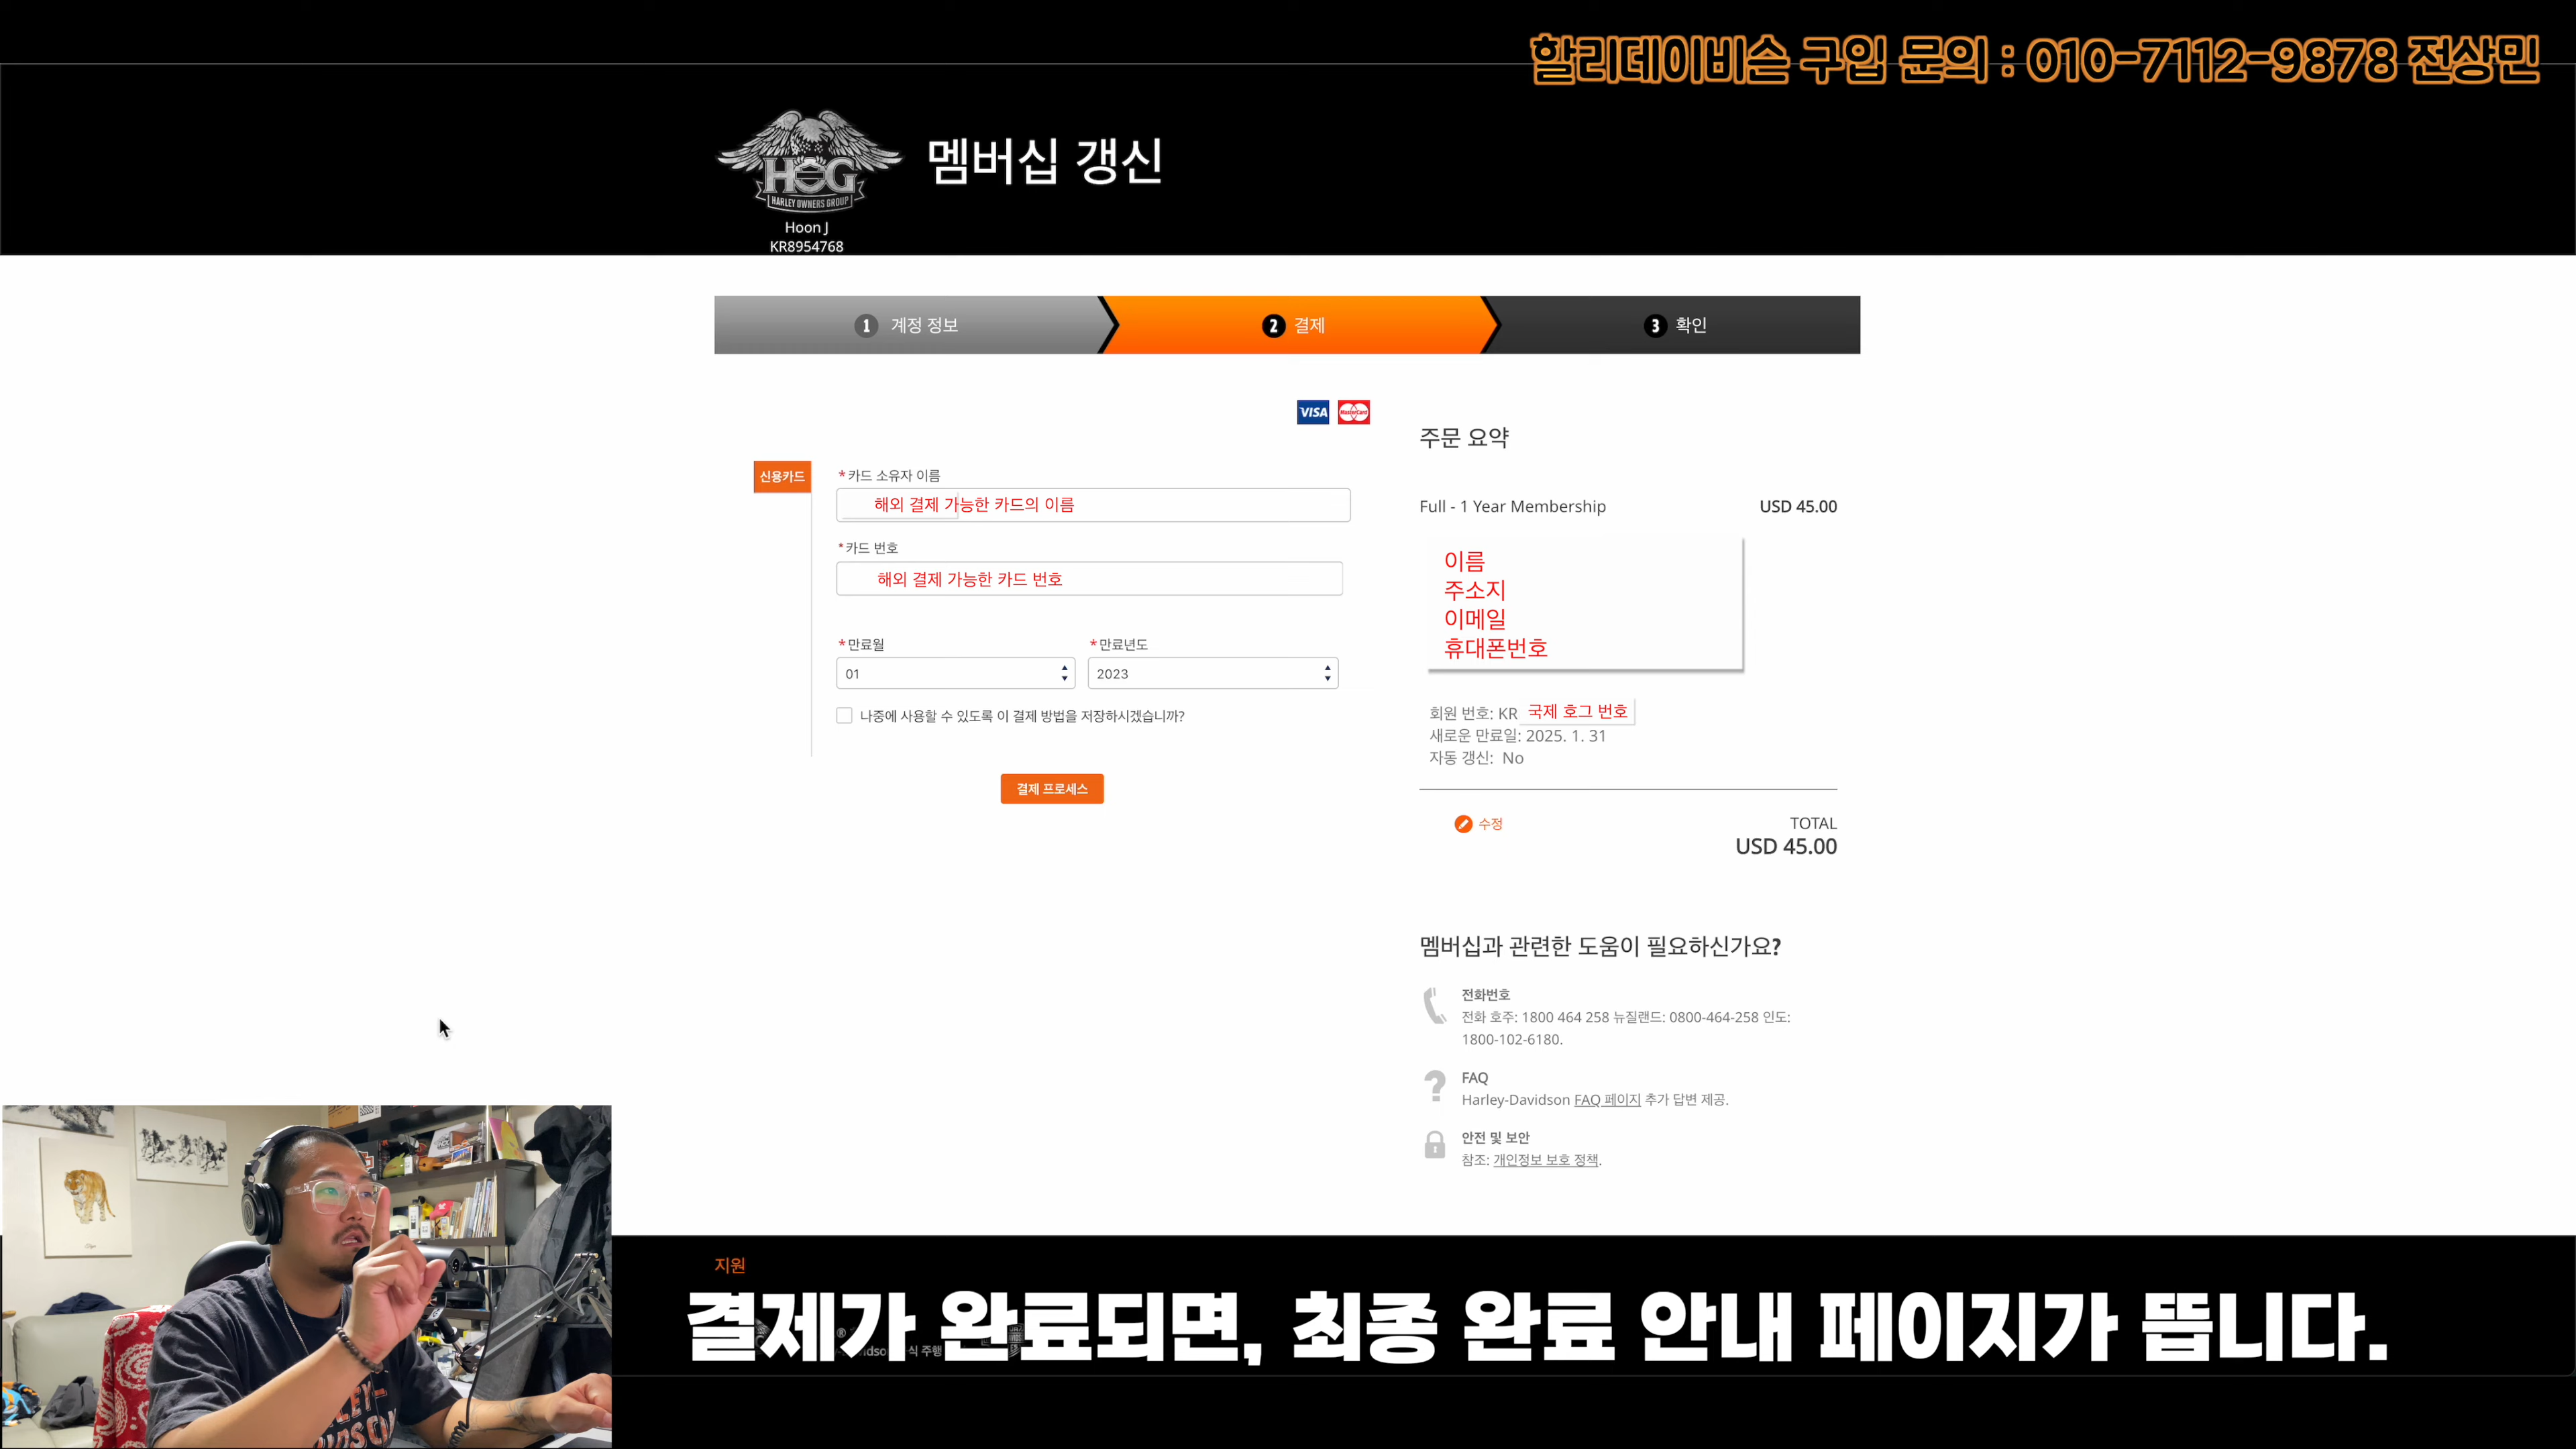 할리데이비슨 구입 문의 : 010-7112-9878 전상민
HOG
HARLEY OWNERS GROUP
멤버십 갱신
Hoon J
KR8954768
1 계정 정보
2 결제
3 확인
VISA MasterCard
신용카드
*카드 소유자 이름
해외 결제 가능한 카드의 이름
*카드 번호
해외 결제 가능한 카드 번호
*만료월
*만료년도
01
2023
나중에 사용할 수 있도록 이 결제 방법을 저장하시겠습니까?
결제 프로세스
주문 요약
Full - 1 Year Membership USD 45.00
이름
주소지
이메일
휴대폰번호
회원 번호: KR 국제 호그 번호
새로운 만료일: 2025. 1. 31
자동 갱신: No
수정
TOTAL
USD 45.00
멤버십과 관련한 도움이 필요하신가요?
전화번호
전화 호주: 1800 464 258 뉴질랜드: 0800-464-258 인도:
1800-102-6180.
FAQ
Harley-Davidson FAQ 페이지 추가 답변 제공.
안전 및 보안
참조: 개인정보 보호 정책.
지원
결제가 완료되면, 최종 완료 안내 페이지가 뜹니다.